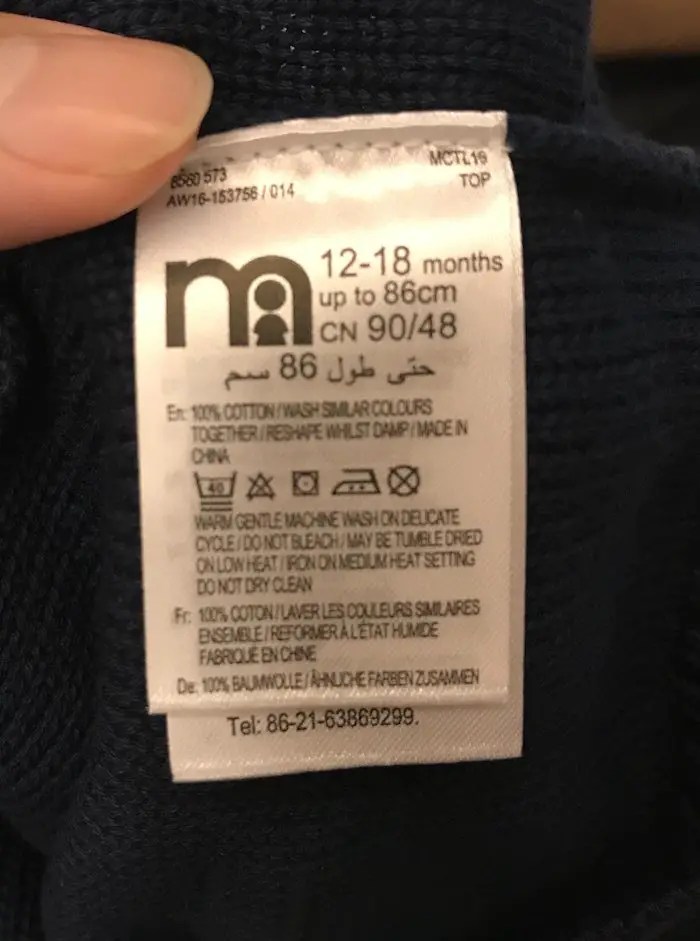 8560 573
MCTL19
AW16-153756 / 014
TOP
m
12-18 months
up to 86cm
CN 90/48
حتى طول 86 سم
En: 100% COTTON / WASH SIMILAR COLOURS
TOGETHER / RESHAPE WHILST DAMP / MADE IN
CHINA
40
WARM GENTLE MACHINE WASH ON DELICATE
CYCLE / DO NOT BLEACH / MAY BE TUMBLE DRIED
ON LOW HEAT / IRON ON MEDIUM HEAT SETTING
DO NOT DRY CLEAN
Fr: 100% COTON / LAVER LES COULEURS SIMILAIRES
ENSEMBLE / REFORMER À L'ÉTAT HUMIDE
FABRIQUÉ EN CHINE
De: 100% BAUMWOLLE / ÄHNLICHE FARBEN ZUSAMMEN
Tel: 86-21-63869299.